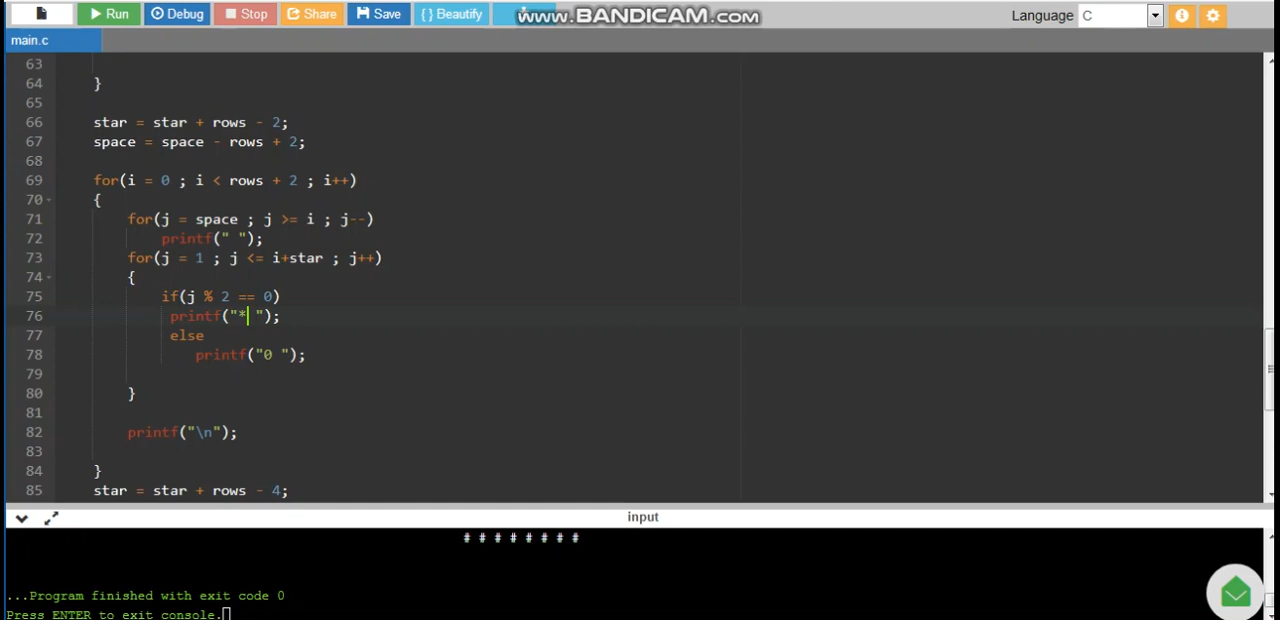 Run Debug Stop Share Save { } Beautify www.BANDICAM.com Language C
main.c
63
64 }
65
66 star = star + rows - 2;
67 space = space - rows + 2;
68
69 for(i = 0 ; i < rows + 2 ; i++)
70 {
71 for(j = space ; j >= i ; j--)
72 printf(" ");
73 for(j = 1 ; j <= i+star ; j++)
74 {
75 if(j % 2 == 0)
76 printf("* ");
77 else
78 printf("0 ");
79
80 }
81
82 printf("\n");
83
84 }
85 star = star + rows - 4;
input
# # # # # # # #
...Program finished with exit code 0
Press ENTER to exit console.